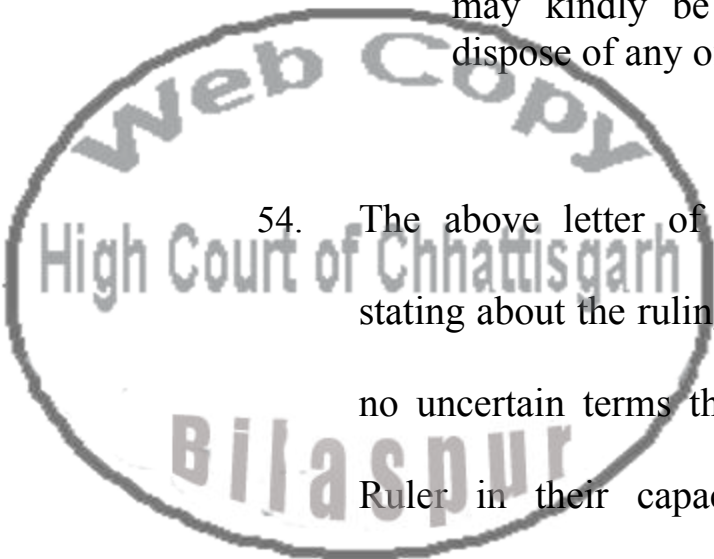 may kindly be
dispose of any o
Web Copy
54. The above letter of
High Court of Chhattisgarh
stating about the rulin
no uncertain terms th
Bilaspur
Ruler in their capa